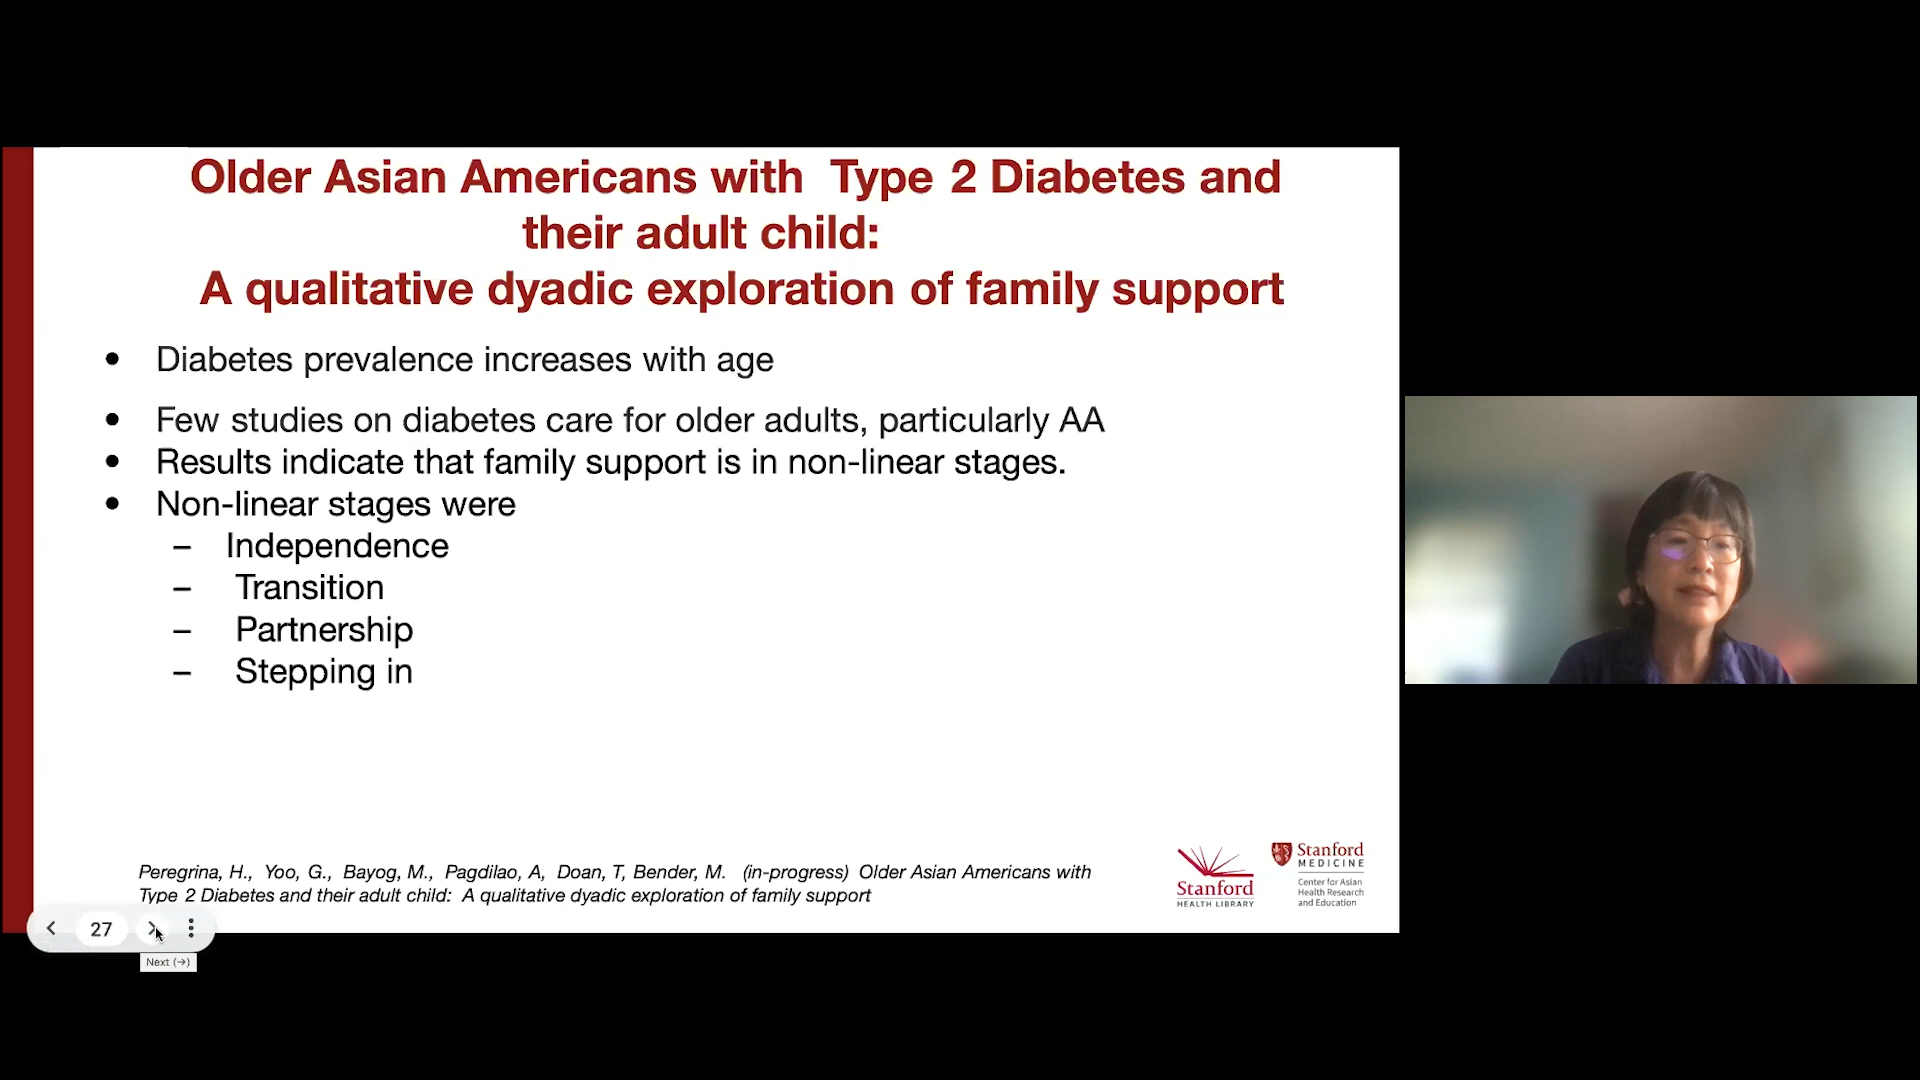 Older Asian Americans with Type 2 Diabetes and
their adult child:
A qualitative dyadic exploration of family support
• Diabetes prevalence increases with age
• Few studies on diabetes care for older adults, particularly AA
• Results indicate that family support is in non-linear stages.
• Non-linear stages were
– Independence
– Transition
– Partnership
– Stepping in
Peregrina, H., Yoo, G., Bayog, M., Pagdilao, A, Doan, T, Bender, M. (in-progress) Older Asian Americans with
Type 2 Diabetes and their adult child: A qualitative dyadic exploration of family support
Stanford
HEALTH LIBRARY
Stanford
MEDICINE
Center for Asian
Health Research
and Education
27
Next (→)